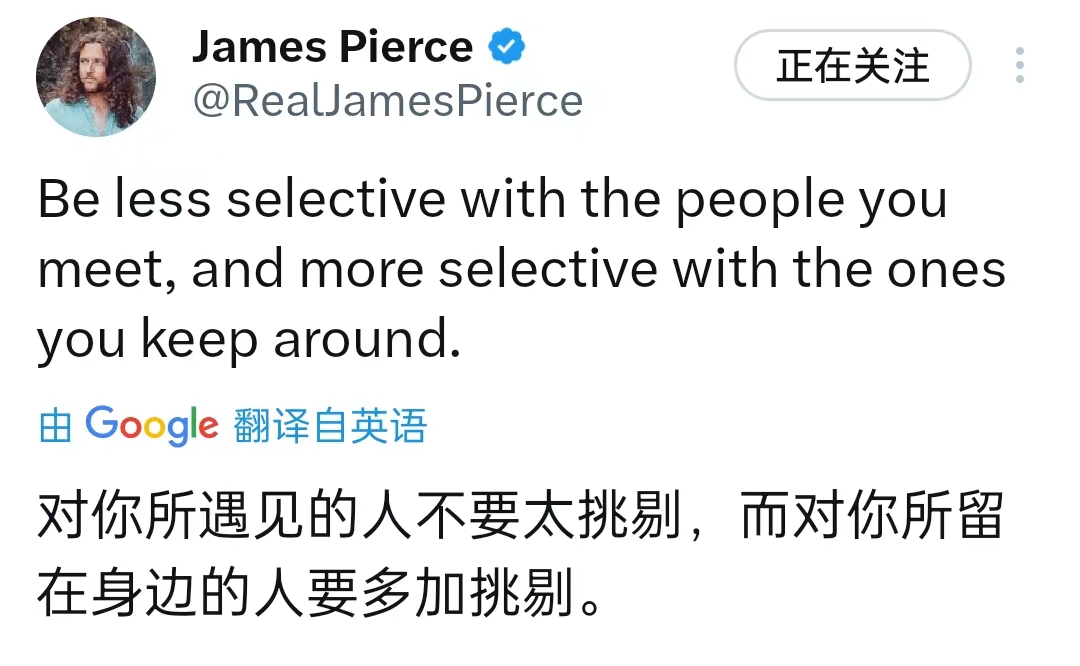 James Pierce
@RealJamesPierce
正在关注
Be less selective with the people you
meet, and more selective with the ones
you keep around.
由 Google 翻译自英语
对你所遇见的人不要太挑剔，而对你所留
在身边的人要多加挑剔。